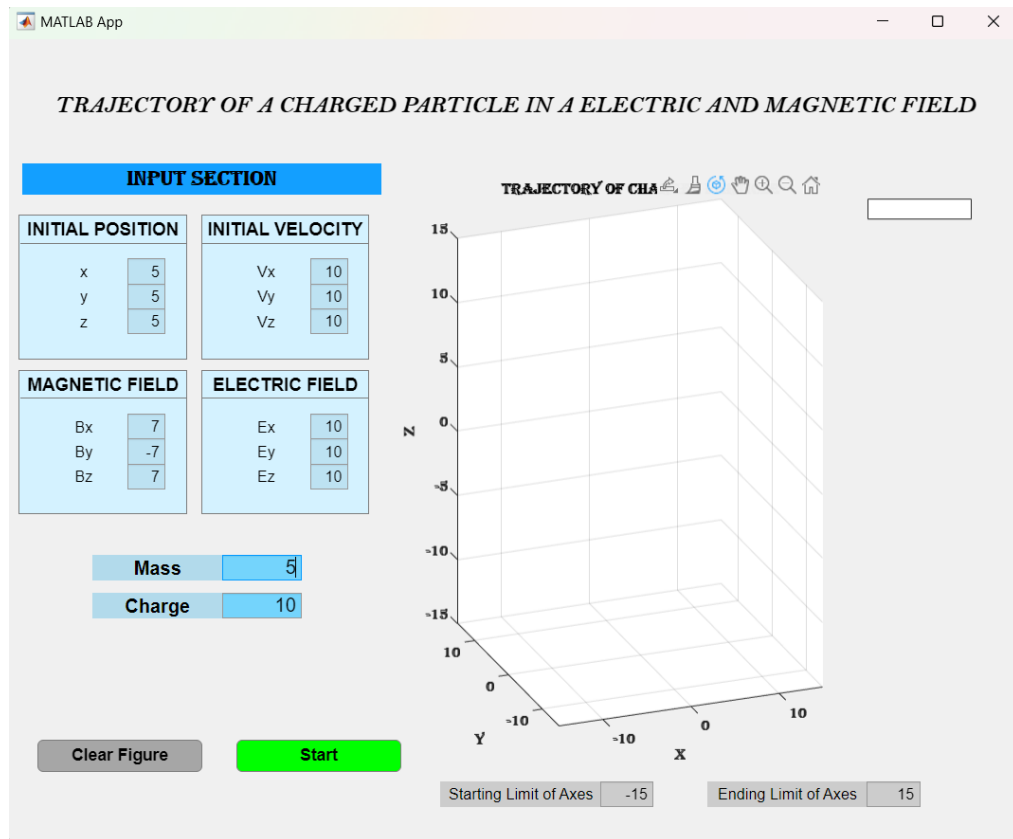 MATLAB App
TRAJECTORY OF A CHARGED PARTICLE IN A ELECTRIC AND MAGNETIC FIELD
INPUT SECTION
INITIAL POSITION
x 5
y 5
z 5
INITIAL VELOCITY
Vx 10
Vy 10
Vz 10
MAGNETIC FIELD
Bx 7
By -7
Bz 7
ELECTRIC FIELD
Ex 10
Ey 10
Ez 10
Mass 5
Charge 10
Clear Figure
Start
TRAJECTORY OF CHA
15
10
5
0
-5
-10
-15
Z
10
0
-10
Y
-10
0
10
X
Starting Limit of Axes -15
Ending Limit of Axes 15